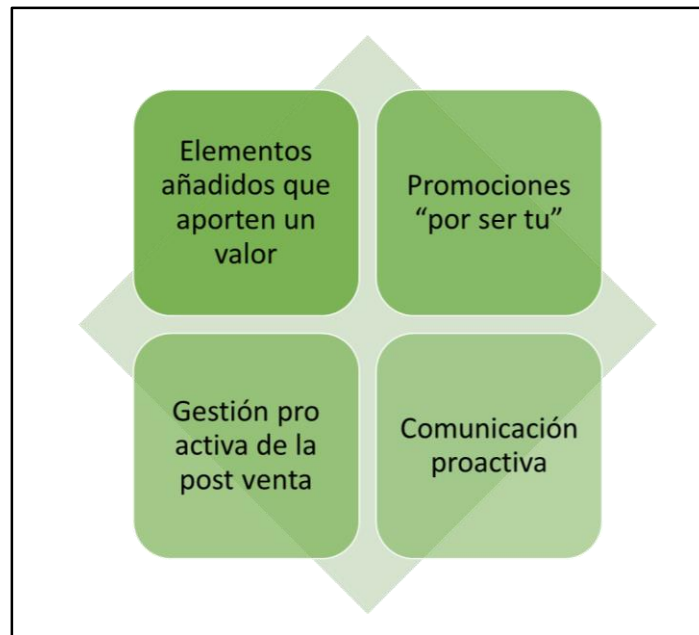 Elementos
añadidos que
aporten un
valor
Promociones
“por ser tu”
Gestión pro
activa de la
post venta
Comunicación
proactiva